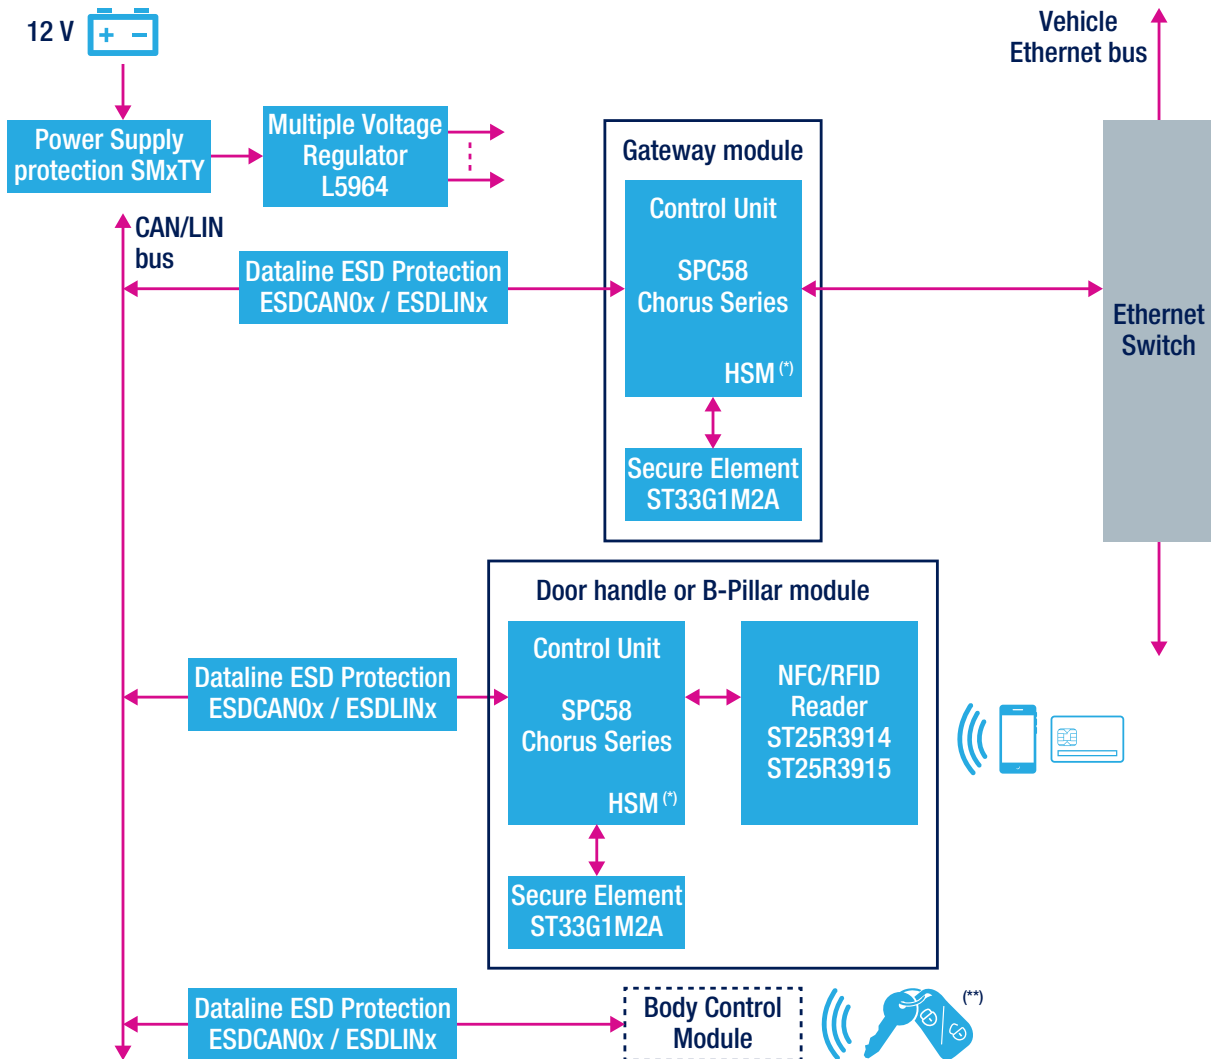 12 V
+ −
Vehicle
Ethernet bus
Power Supply
protection SMxTY
Multiple Voltage
Regulator
L5964
Gateway module
Control Unit
SPC58
Chorus Series
HSM (*)
CAN/LIN
bus
Dataline ESD Protection
ESDCAN0x / ESDLINx
Ethernet
Switch
Secure Element
ST33G1M2A
Door handle or B-Pillar module
Control Unit
SPC58
Chorus Series
HSM (*)
NFC/RFID
Reader
ST25R3914
ST25R3915
Dataline ESD Protection
ESDCAN0x / ESDLINx
Secure Element
ST33G1M2A
Dataline ESD Protection
ESDCAN0x / ESDLINx
Body Control
Module
(**)